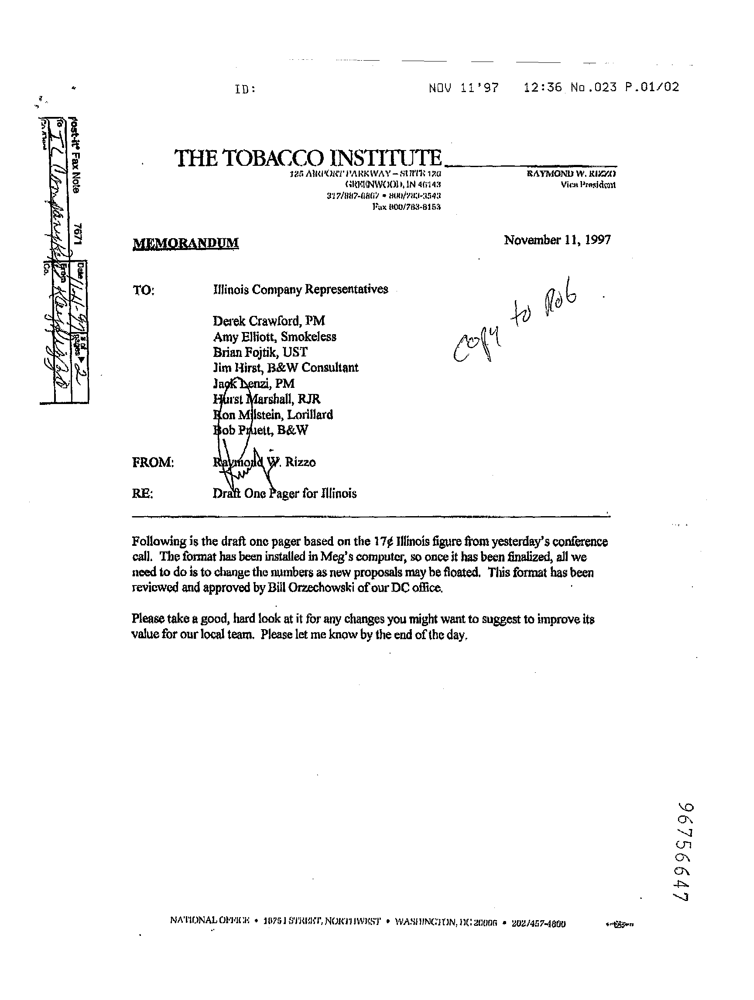 ID: NOV 11'97 12:36 No.023 P.01/02
Post-it® Fax Note 7671
Date 11-11-97 # of pages ▶ 2
To IL Company Reps From Ray Rizzo
Co.
THE TOBACCO INSTITUTE
125 AIRPORT PARKWAY – SUITE 120
GREENWOOD, IN 46143
317/887-0867 • 800/783-3543
Fax 800/783-8153
RAYMOND W. RIZZO
Vice President
MEMORANDUM
November 11, 1997
TO: Illinois Company Representatives
copy to Rob
Derek Crawford, PM
Amy Elliott, Smokeless
Brian Fojtik, UST
Jim Hirst, B&W Consultant
Jack Lenzi, PM
Hurst Marshall, RJR
Ron Milstein, Lorillard
Bob Pruett, B&W
FROM: Raymond W. Rizzo
RE: Draft One Pager for Illinois
Following is the draft one pager based on the 17¢ Illinois figure from yesterday's conference
call. The format has been installed in Meg's computer, so once it has been finalized, all we
need to do is to change the numbers as new proposals may be floated. This format has been
reviewed and approved by Bill Orzechowski of our DC office.
Please take a good, hard look at it for any changes you might want to suggest to improve its
value for our local team. Please let me know by the end of the day.
96756647
NATIONAL OFFICE • 1875 I STREET, NORTHWEST • WASHINGTON, DC 20006 • 202/457-4800